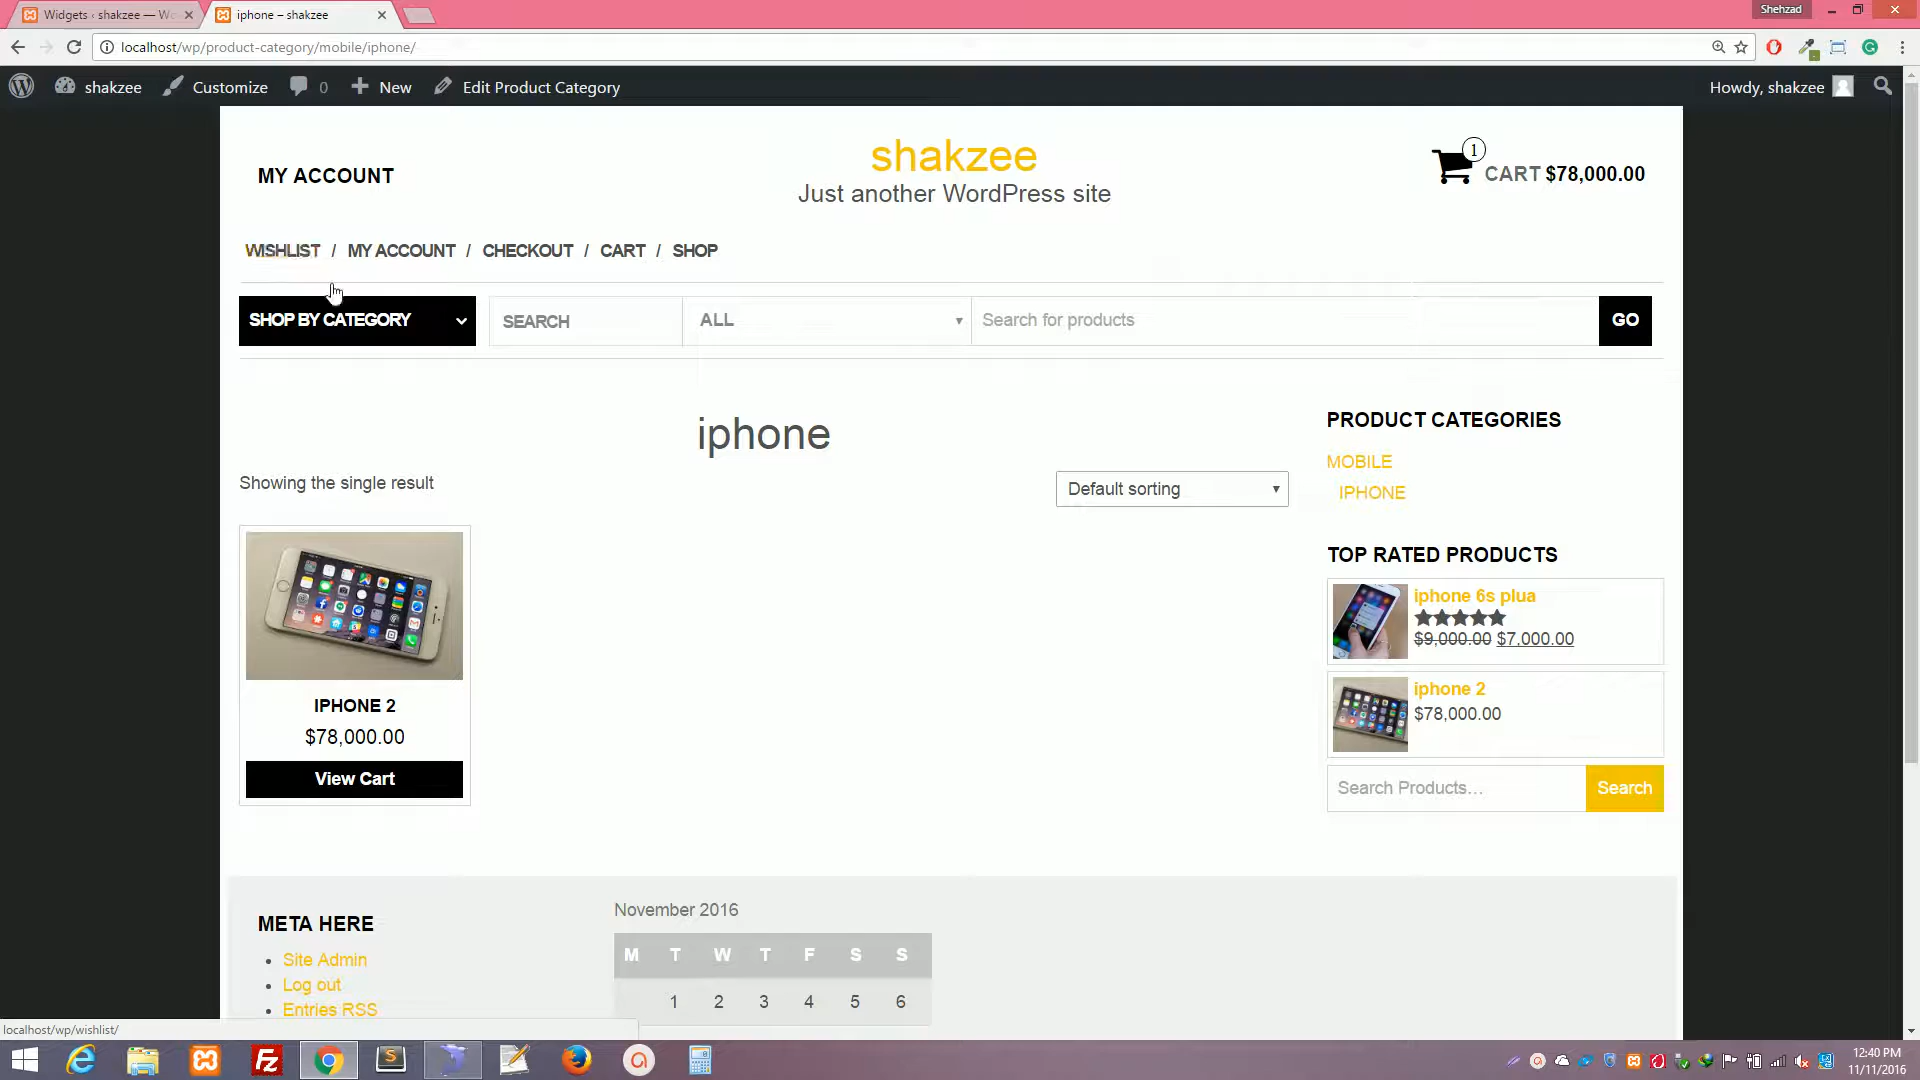 Widgets ‹ shakzee — W
iphone – shakzee
Shehzad
localhost/wp/product-category/mobile/iphone/
shakzee
Customize
0
New
Edit Product Category
Howdy, shakzee
MY ACCOUNT
shakzee
Just another WordPress site
1
CART $78,000.00
WISHLIST / MY ACCOUNT / CHECKOUT / CART / SHOP
SHOP BY CATEGORY
SEARCH
ALL
Search for products
GO
iphone
Showing the single result
Default sorting
IPHONE 2
$78,000.00
View Cart
PRODUCT CATEGORIES
MOBILE
IPHONE
TOP RATED PRODUCTS
iphone 6s plua
$9,000.00 $7,000.00
iphone 2
$78,000.00
Search Products…
Search
META HERE
Site Admin
Log out
Entries RSS
November 2016
M T W T F S S
1 2 3 4 5 6
localhost/wp/wishlist/
12:40 PM
11/11/2016